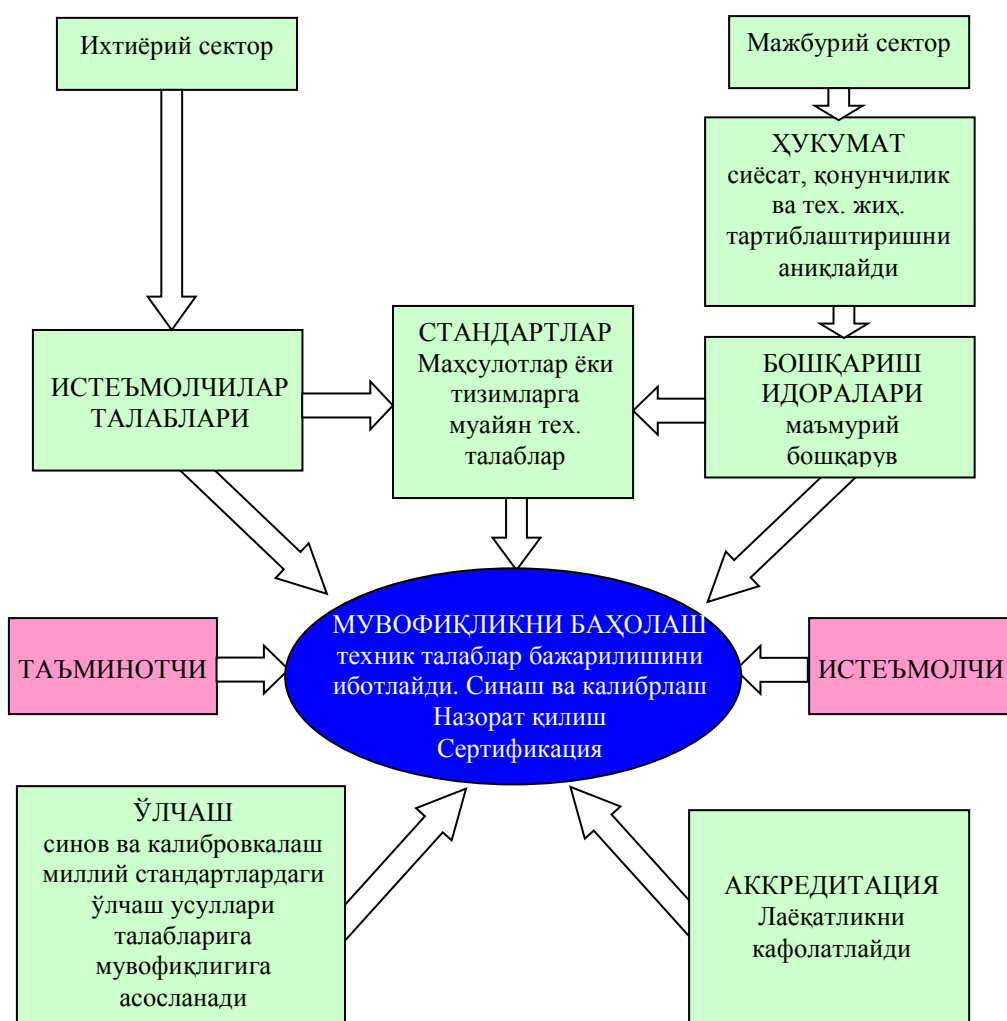 Ихтиёрий сектор
Мажбурий сектор
ҲУКУМАТ
сиёсат, қонунчилик
ва тех. жиҳ.
тартиблаштиришни
аниқлайди
ИСТЕЪМОЛЧИЛАР
ТАЛАБЛАРИ
СТАНДАРТЛАР
Маҳсулотлар ёки
тизимларга
муайян тех.
талаблар
БОШҚАРИШ
ИДОРАЛАРИ
маъмурий
бошқарув
ТАЪМИНОТЧИ
МУВОФИҚЛИКНИ БАҲОЛАШ
техник талаблар бажарилишини
иботлайди. Синаш ва калибрлаш
Назорат қилиш
Сертификация
ИСТЕЪМОЛЧИ
ЎЛЧАШ
синов ва калибровкалаш
миллий стандартлардаги
ўлчаш усуллари
талабларига
мувофиқлигига
асосланади
АККРЕДИТАЦИЯ
Лаёқатликни
кафолатлайди